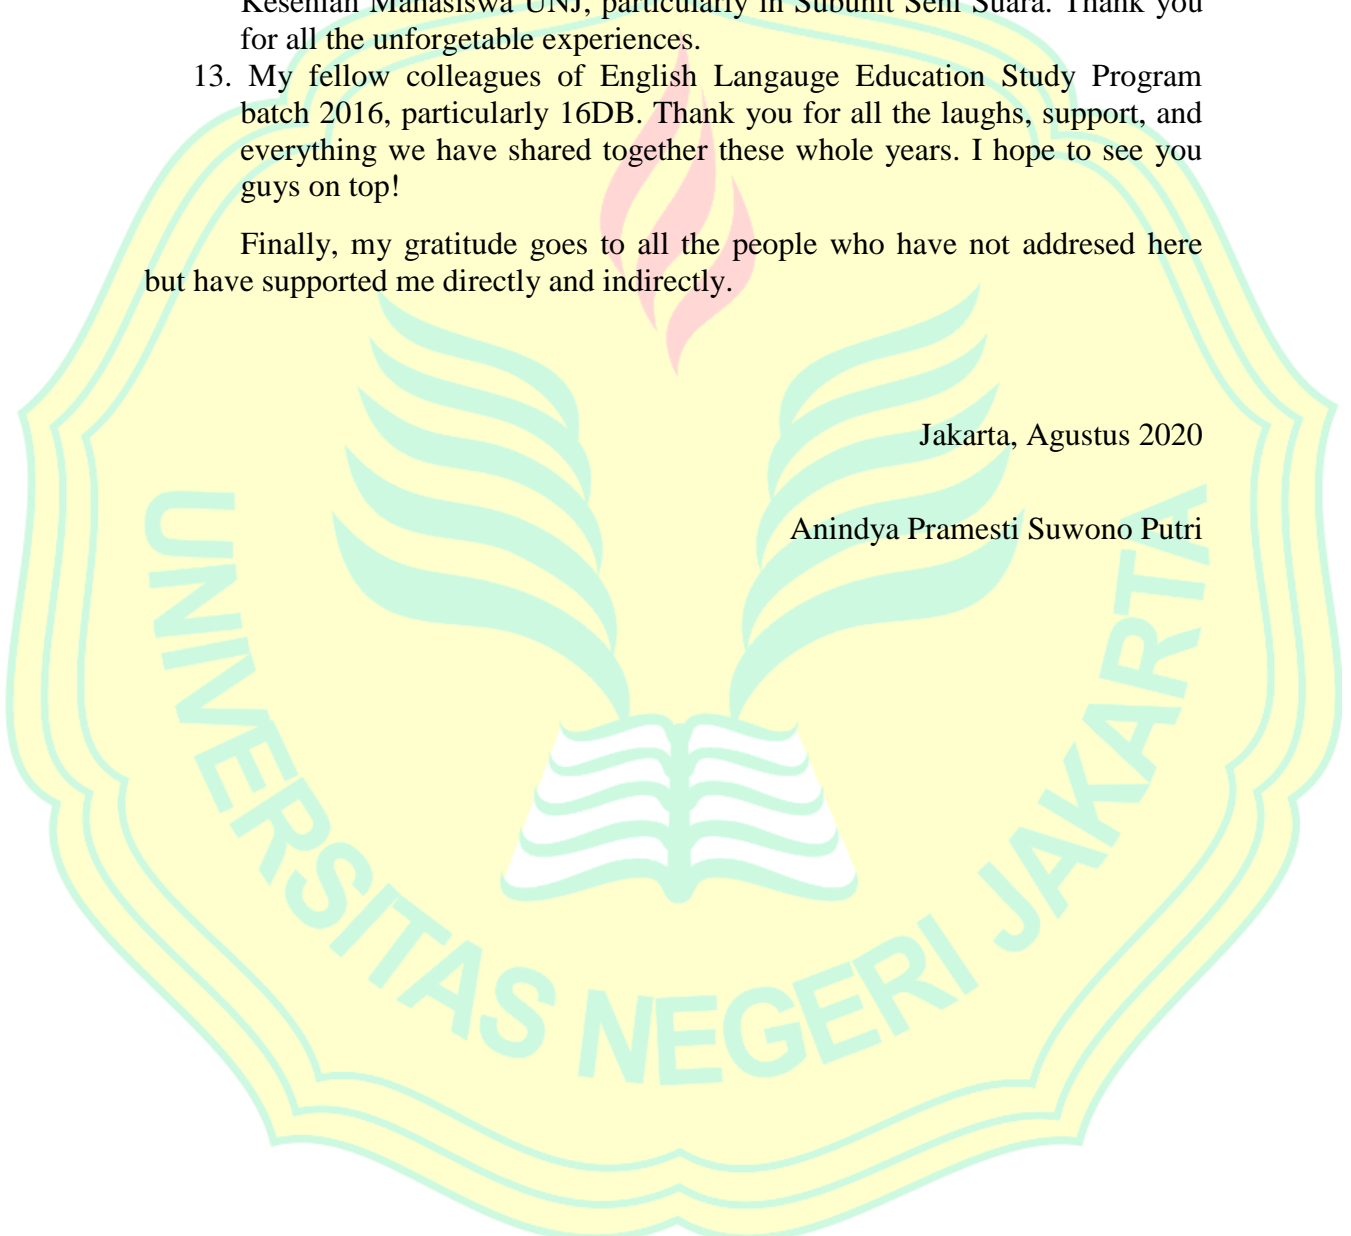 Kesenian Mahasiswa UNJ, particularly in Subunit Seni Suara. Thank you
for all the unforgetable experiences.
13. My fellow colleagues of English Langauge Education Study Program
batch 2016, particularly 16DB. Thank you for all the laughs, support, and
everything we have shared together these whole years. I hope to see you
guys on top!
Finally, my gratitude goes to all the people who have not addresed here
but have supported me directly and indirectly.
Jakarta, Agustus 2020
Anindya Pramesti Suwono Putri
UNIVERSITAS NEGERI JAKARTA